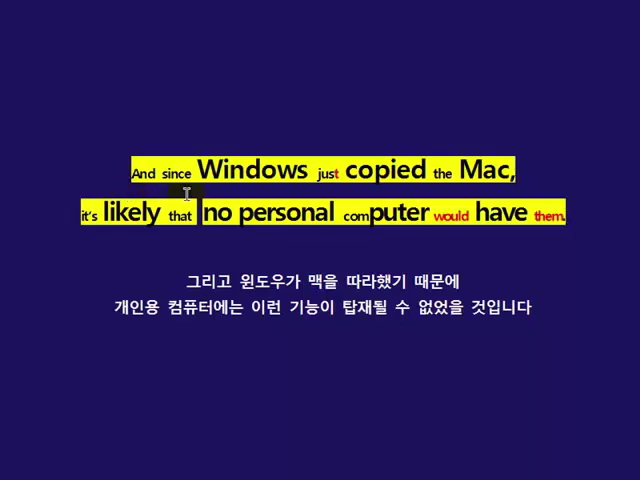 And since Windows just copied the Mac,
it's likely that no personal computer would have them.
그리고 윈도우가 맥을 따라했기 때문에
개인용 컴퓨터에는 이런 기능이 탑재될 수 없었을 것입니다